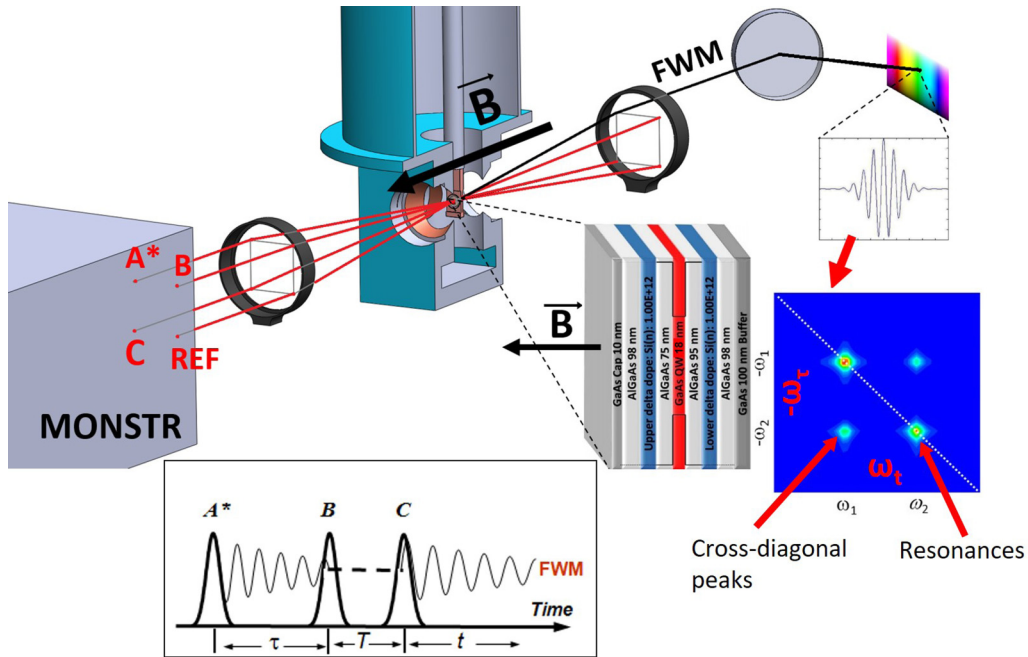 FWM
B
B
A*
B
C
REF
MONSTR
GaAs Cap 10 nm
AlGaAs 98 nm
Upper delta dope: Si(n): 1.00E+12
AlGaAs 75 nm
GaAs QW 18 nm
AlGaAs 95 nm
Lower delta dope: Si(n): 1.00E+12
AlGaAs 98 nm
GaAs 100 nm Buffer
-ω₁
-ω₂
-ω_τ
ω_t
ω₁
ω₂
Cross-diagonal
peaks
Resonances
A* B C
FWM
Time
τ T t